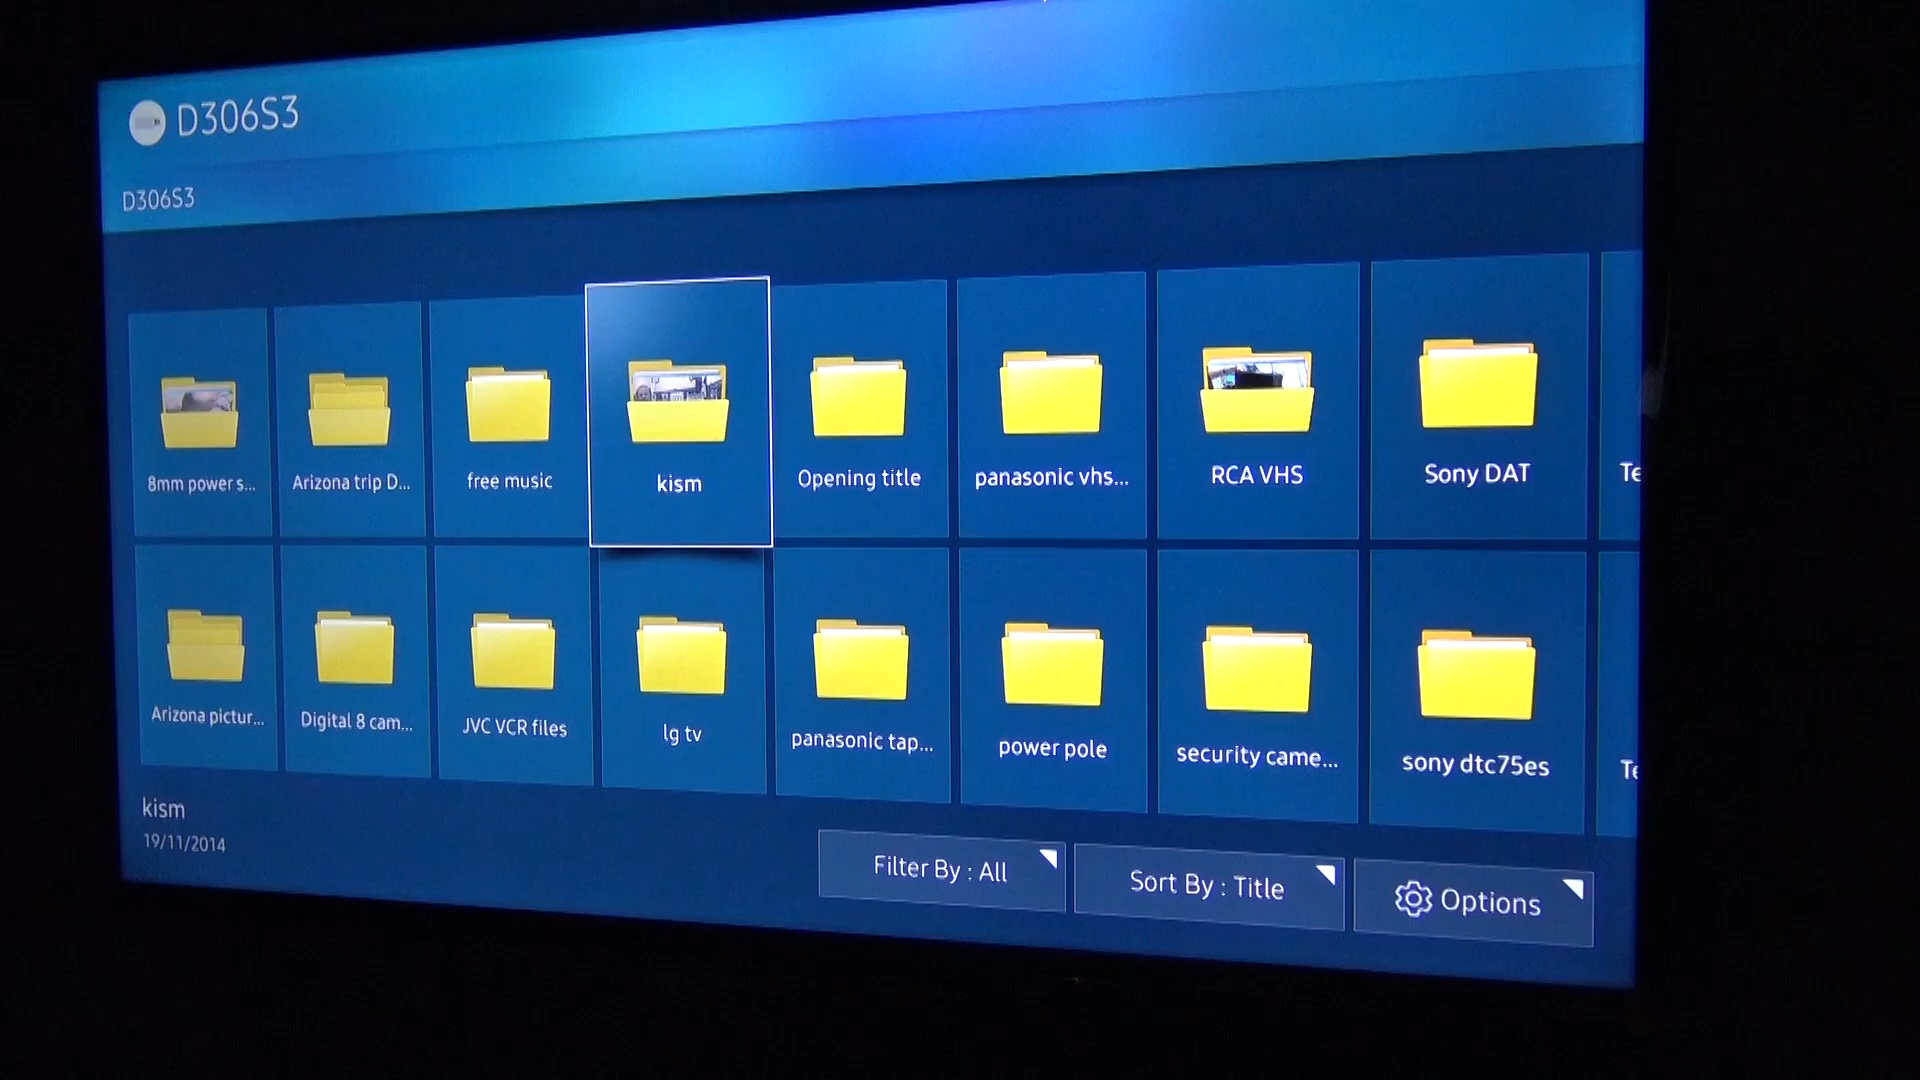 D306S3
D306S3
8mm power s...
Arizona trip D...
free music
kism
Opening title
panasonic vhs...
RCA VHS
Sony DAT
Te
Arizona pictur...
Digital 8 cam...
JVC VCR files
lg tv
panasonic tap...
power pole
security came...
sony dtc75es
Te
kism
19/11/2014
Filter By : All
Sort By : Title
Options